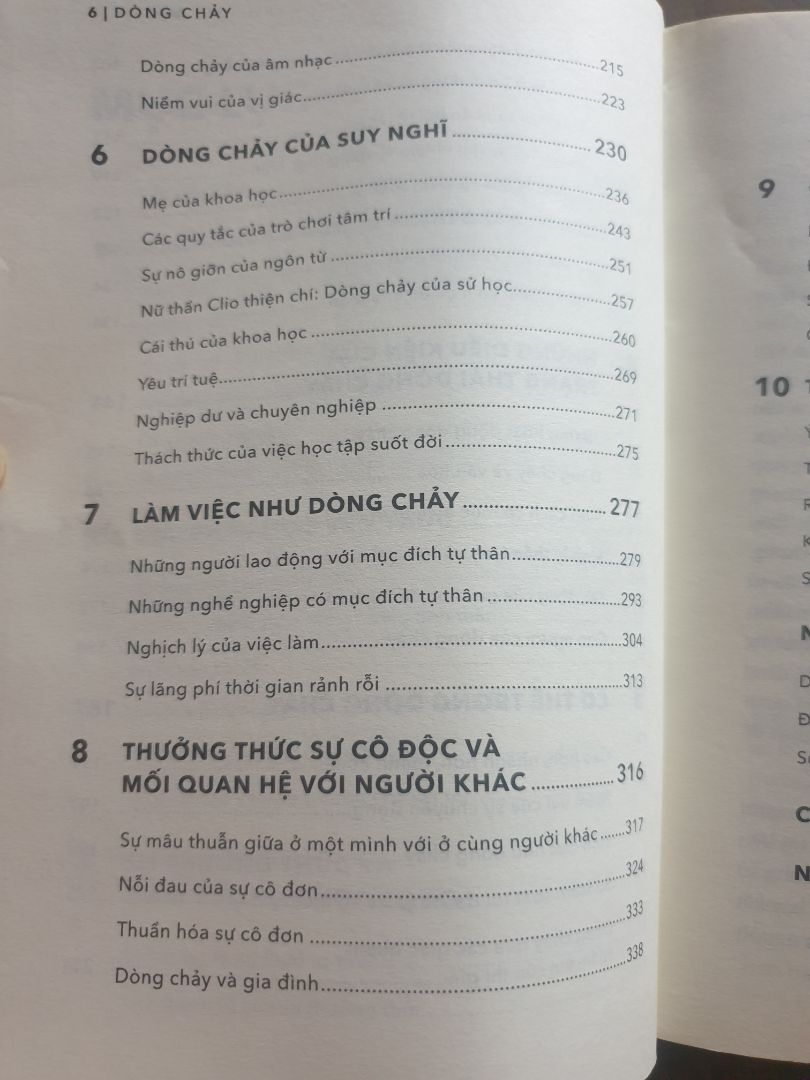 6 | DÒNG CHẢY
Dòng chảy của âm nhạc 215
Niềm vui của vị giác 223
6 DÒNG CHẢY CỦA SUY NGHĨ 230
Mẹ của khoa học 236
Các quy tắc của trò chơi tâm trí 243
Sự nô giỡn của ngôn từ 251
Nữ thần Clio thiện chí: Dòng chảy của sử học 257
Cái thú của khoa học 260
Yêu trí tuệ 269
Nghiệp dư và chuyên nghiệp 271
Thách thức của việc học tập suốt đời 275
7 LÀM VIỆC NHƯ DÒNG CHẢY 277
Những người lao động với mục đích tự thân 279
Những nghề nghiệp có mục đích tự thân 293
Nghịch lý của việc làm 304
Sự lãng phí thời gian rảnh rỗi 313
8 THƯỞNG THỨC SỰ CÔ ĐỘC VÀ
MỐI QUAN HỆ VỚI NGƯỜI KHÁC 316
Sự mâu thuẫn giữa ở một mình với ở cùng người khác 317
Nỗi đau của sự cô đơn 324
Thuần hóa sự cô đơn 333
Dòng chảy và gia đình 338
9
10